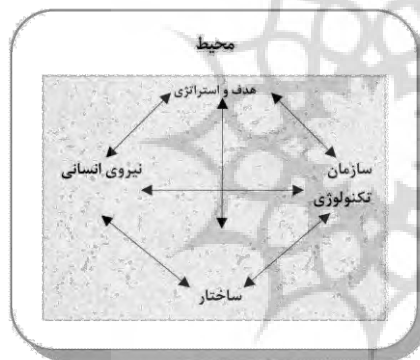 محیط
هدف و استراتژی
نیروی انسانی
سازمان
تکنولوژی
ساختار